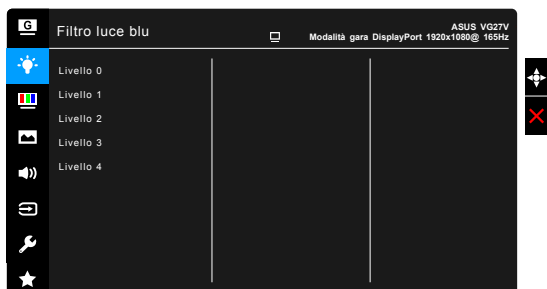 G
Filtro luce blu
ASUS VG27V
Modalità gara DisplayPort 1920x1080@ 165Hz
Livello 0
Livello 1
Livello 2
Livello 3
Livello 4